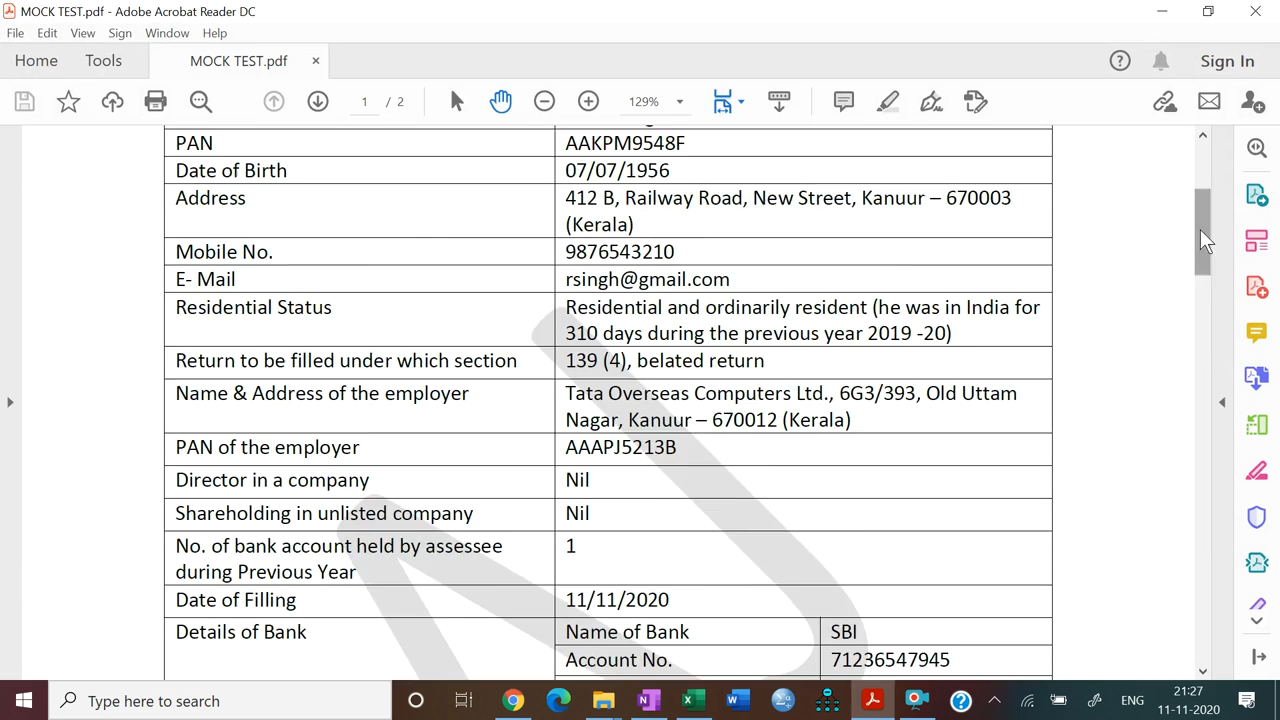 MOCK TEST.pdf - Adobe Acrobat Reader DC
File Edit View Sign Window Help
Home Tools MOCK TEST.pdf × Sign In
1 / 2 129%
PAN AAKPM9548F
Date of Birth 07/07/1956
Address 412 B, Railway Road, New Street, Kanuur – 670003
(Kerala)
Mobile No. 9876543210
E- Mail rsingh@gmail.com
Residential Status Residential and ordinarily resident (he was in India for
310 days during the previous year 2019 -20)
Return to be filled under which section 139 (4), belated return
Name & Address of the employer Tata Overseas Computers Ltd., 6G3/393, Old Uttam
Nagar, Kanuur – 670012 (Kerala)
PAN of the employer AAAPJ5213B
Director in a company Nil
Shareholding in unlisted company Nil
No. of bank account held by assessee 1
during Previous Year
Date of Filling 11/11/2020
Details of Bank Name of Bank SBI
Account No. 71236547945
Type here to search
ENG 21:27
11-11-2020